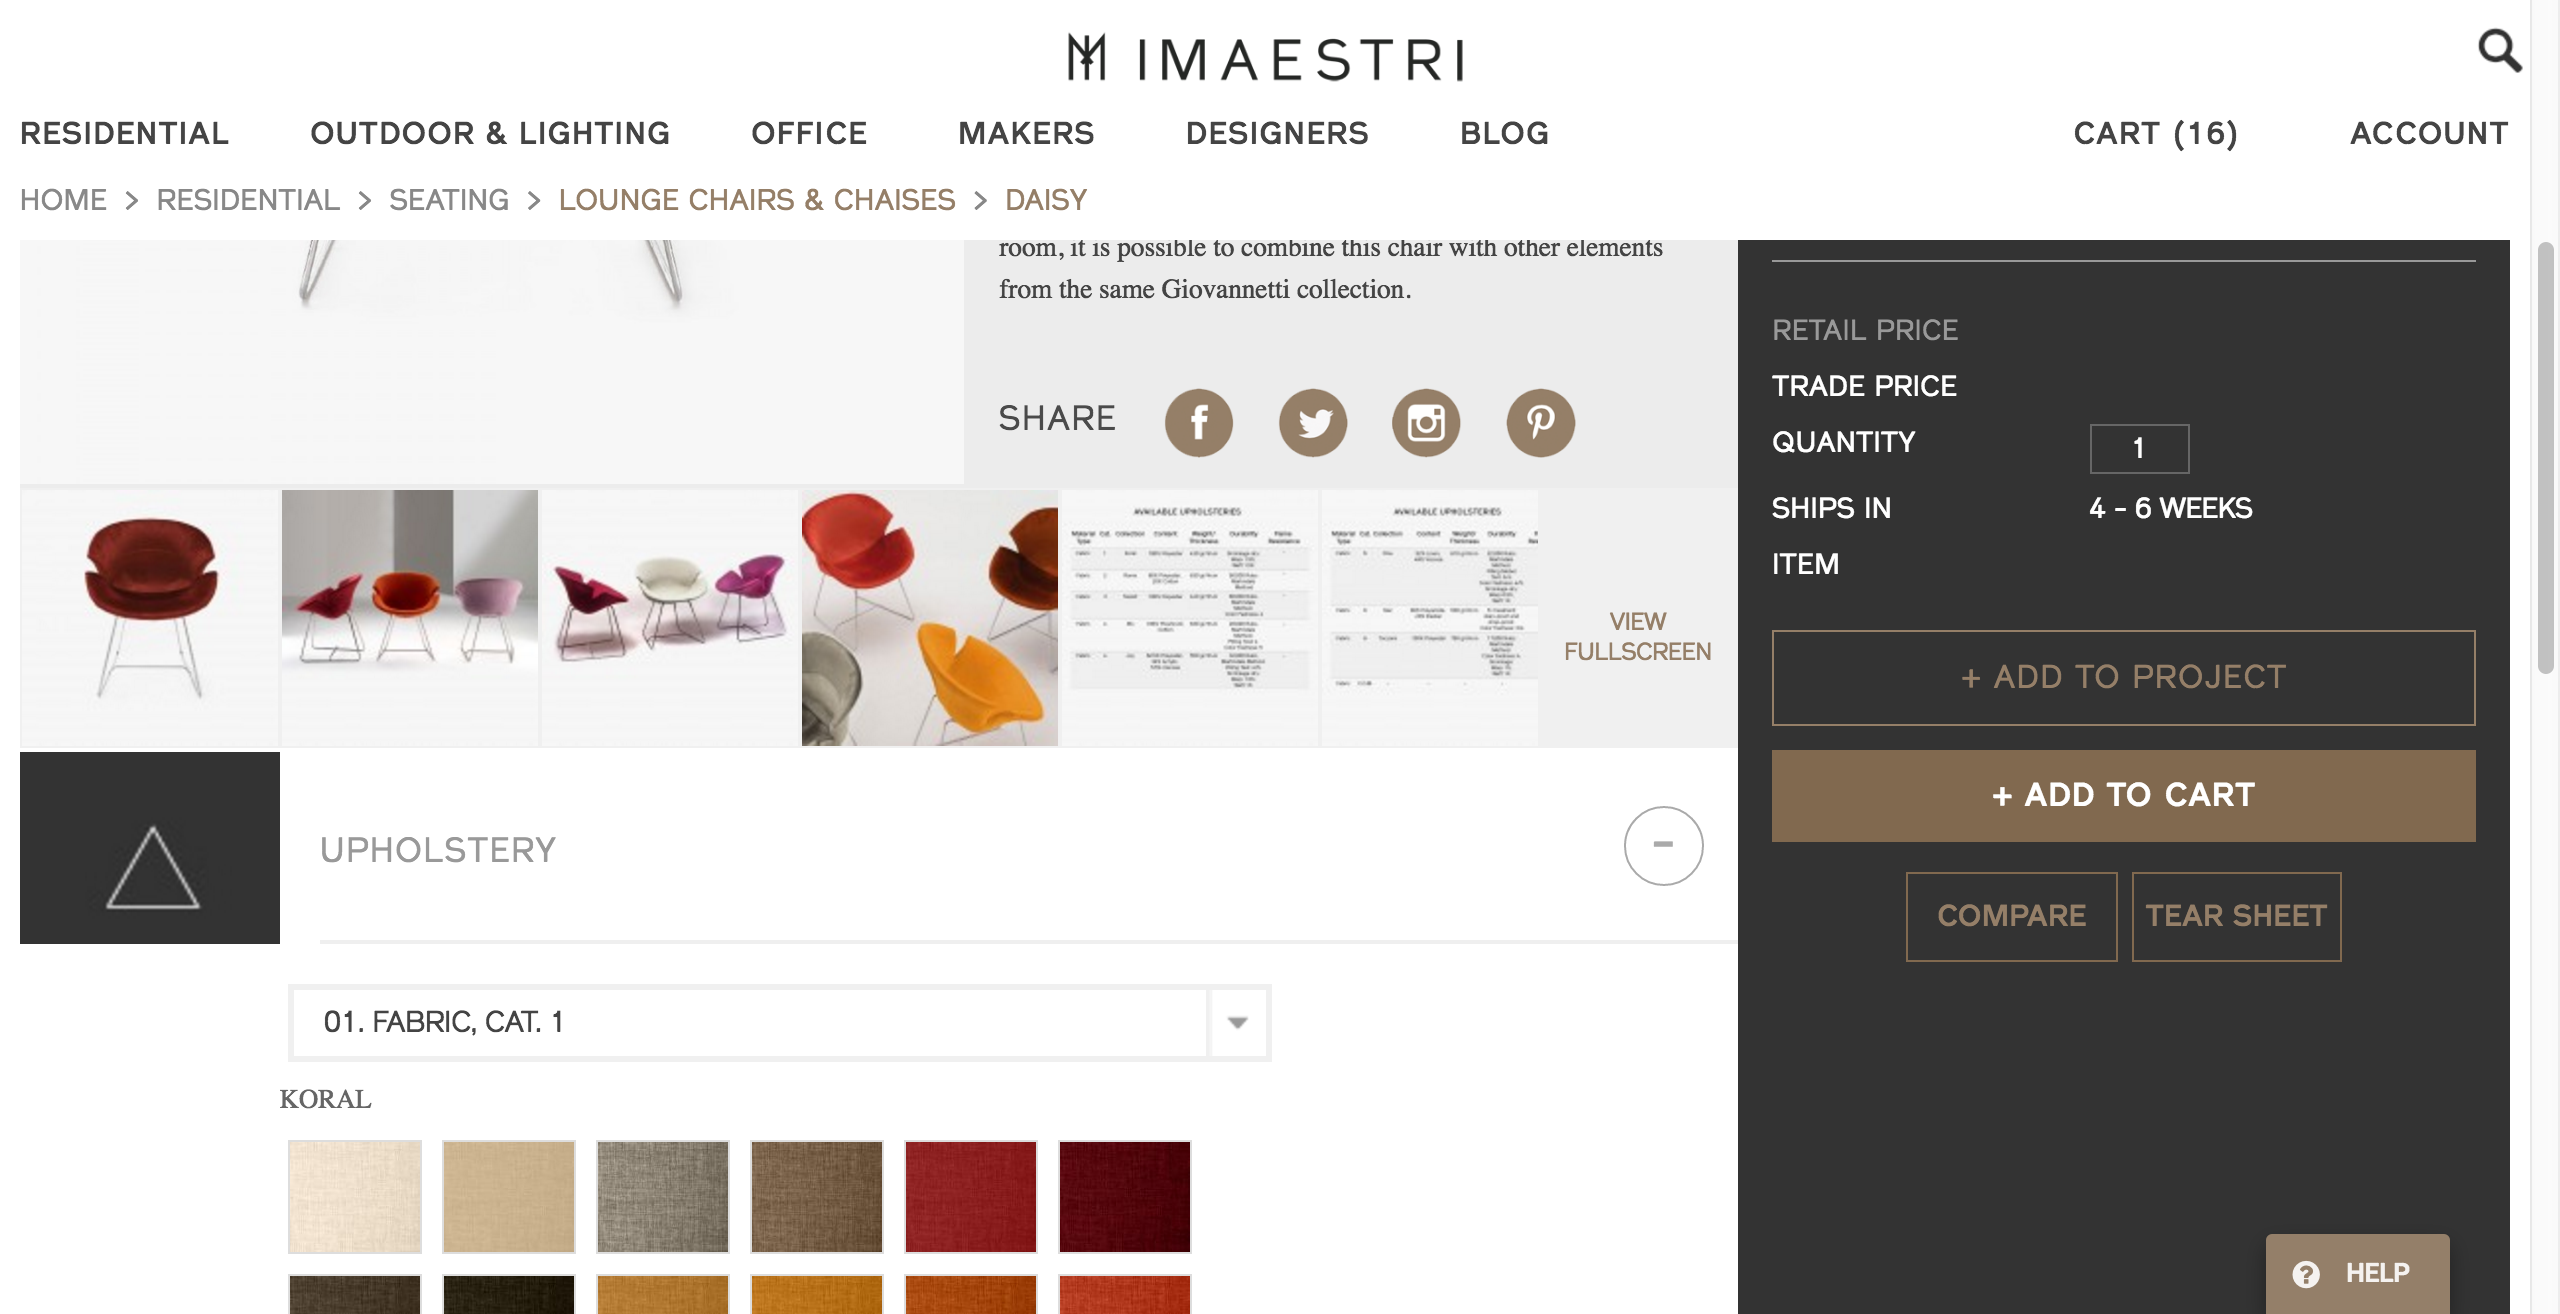 IMAESTRI
RESIDENTIAL OUTDOOR & LIGHTING OFFICE MAKERS DESIGNERS BLOG CART (16) ACCOUNT
HOME > RESIDENTIAL > SEATING > LOUNGE CHAIRS & CHAISES > DAISY
room, it is possible to combine this chair with other elements
from the same Giovannetti collection.
SHARE
RETAIL PRICE
TRADE PRICE
QUANTITY 1
SHIPS IN 4 - 6 WEEKS
ITEM
AVAILABLE UPHOLSTERIES
AVAILABLE UPHOLSTERIES
VIEW
FULLSCREEN
+ ADD TO PROJECT
+ ADD TO CART
COMPARE TEAR SHEET
UPHOLSTERY
01. FABRIC, CAT. 1
KORAL
HELP